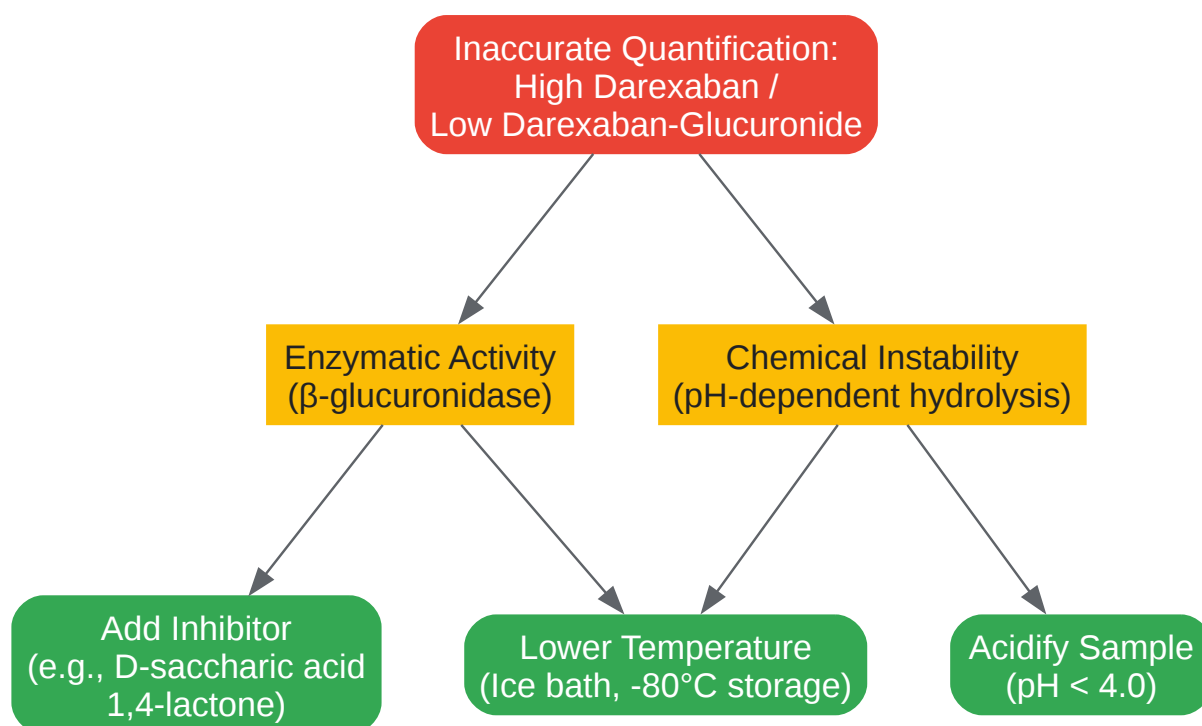 Inaccurate Quantification:
High Darexaban /
Low Darexaban-Glucuronide
Enzymatic Activity
(β-glucuronidase)
Chemical Instability
(pH-dependent hydrolysis)
Add Inhibitor
(e.g., D-saccharic acid
1,4-lactone)
Lower Temperature
(Ice bath, -80°C storage)
Acidify Sample
(pH < 4.0)